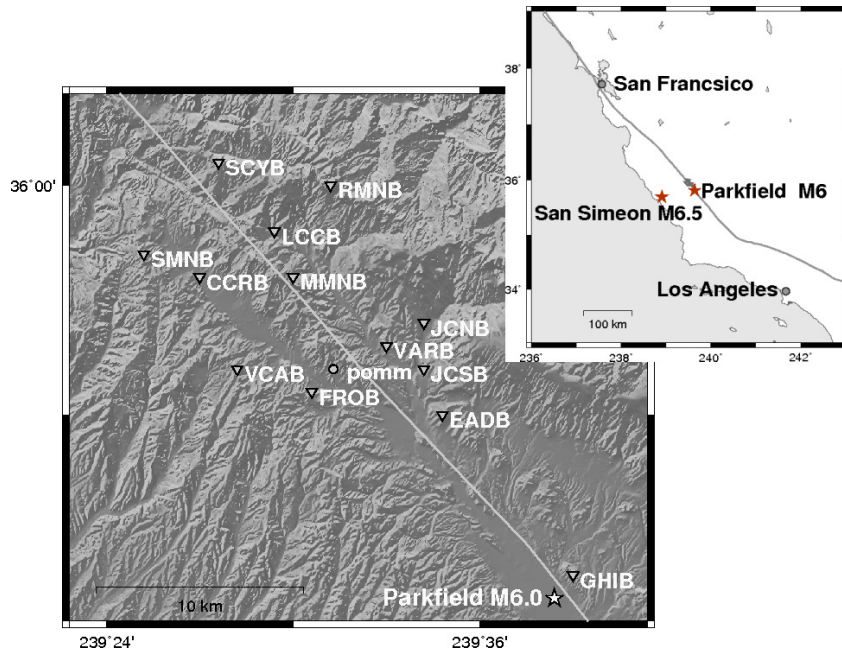 38°
36°
34°
236°
238°
240°
242°
San Francsico
Parkfield M6
San Simeon M6.5
Los Angeles
100 km
36° 00'
SCYB
RMNB
LCCB
SMNB
CCRB
MMNB
JCNB
VARB
VCAB
pomm
JCSB
FROB
EADB
GHIB
10 km
Parkfield M6.0
239° 24'
239° 36'